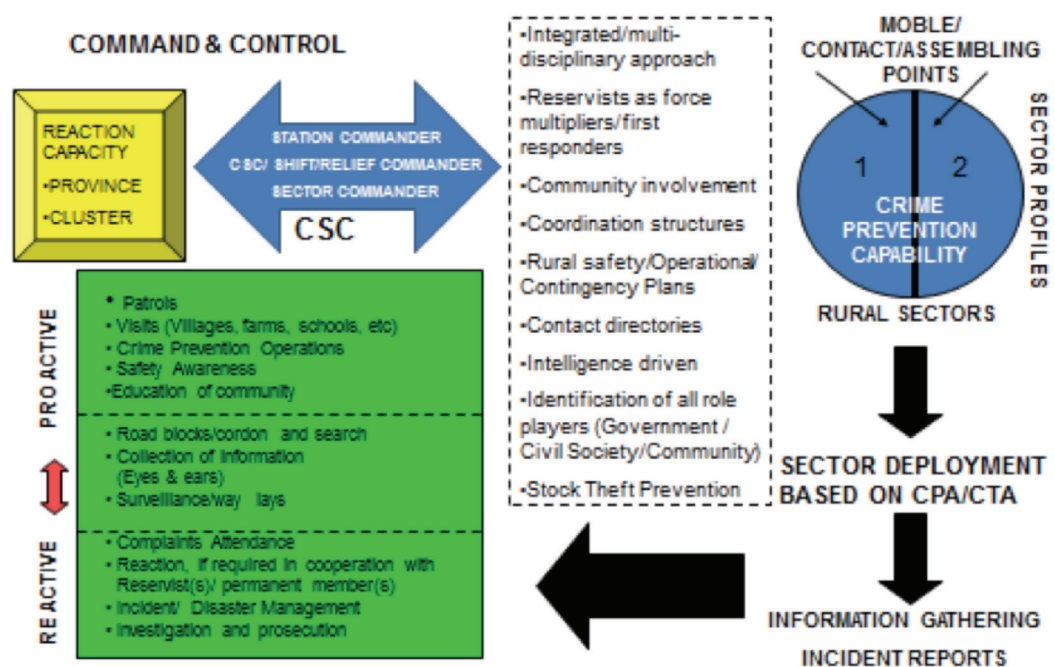 COMMAND & CONTROL
REACTION
CAPACITY
•PROVINCE
•CLUSTER
STATION COMMANDER
CSC/ SHIFT/RELIEF COMMANDER
SECTOR COMMANDER
CSC
•Integrated/multi-
disciplinary approach
•Reservists as force
multipliers/first
responders
•Community involvement
•Coordination structures
•Rural safety/Operational/
Contingency Plans
•Contact directories
•Intelligence driven
•Identification of all role
players (Government /
Civil Society/Community)
•Stock Theft Prevention
MOBLE/
CONTACT/ASSEMBLING
POINTS
1 2
CRIME
PREVENTION
CAPABILITY
SECTOR PROFILES
RURAL SECTORS
SECTOR DEPLOYMENT
BASED ON CPA/CTA
INFORMATION GATHERING
INCIDENT REPORTS
PROACTIVE
• Patrols
• Visits (Villages, farms, schools, etc)
• Crime Prevention Operations
• Safety Awareness
•Education of community
• Road blocks/cordon and search
• Collection of Information
(Eyes & ears)
• Surveillance/way lays
REACTIVE
• Complaints Attendance
• Reaction, if required in cooperation with
Reservist(s)/ permanent member(s)
• Incident/ Disaster Management
• Investigation and prosecution